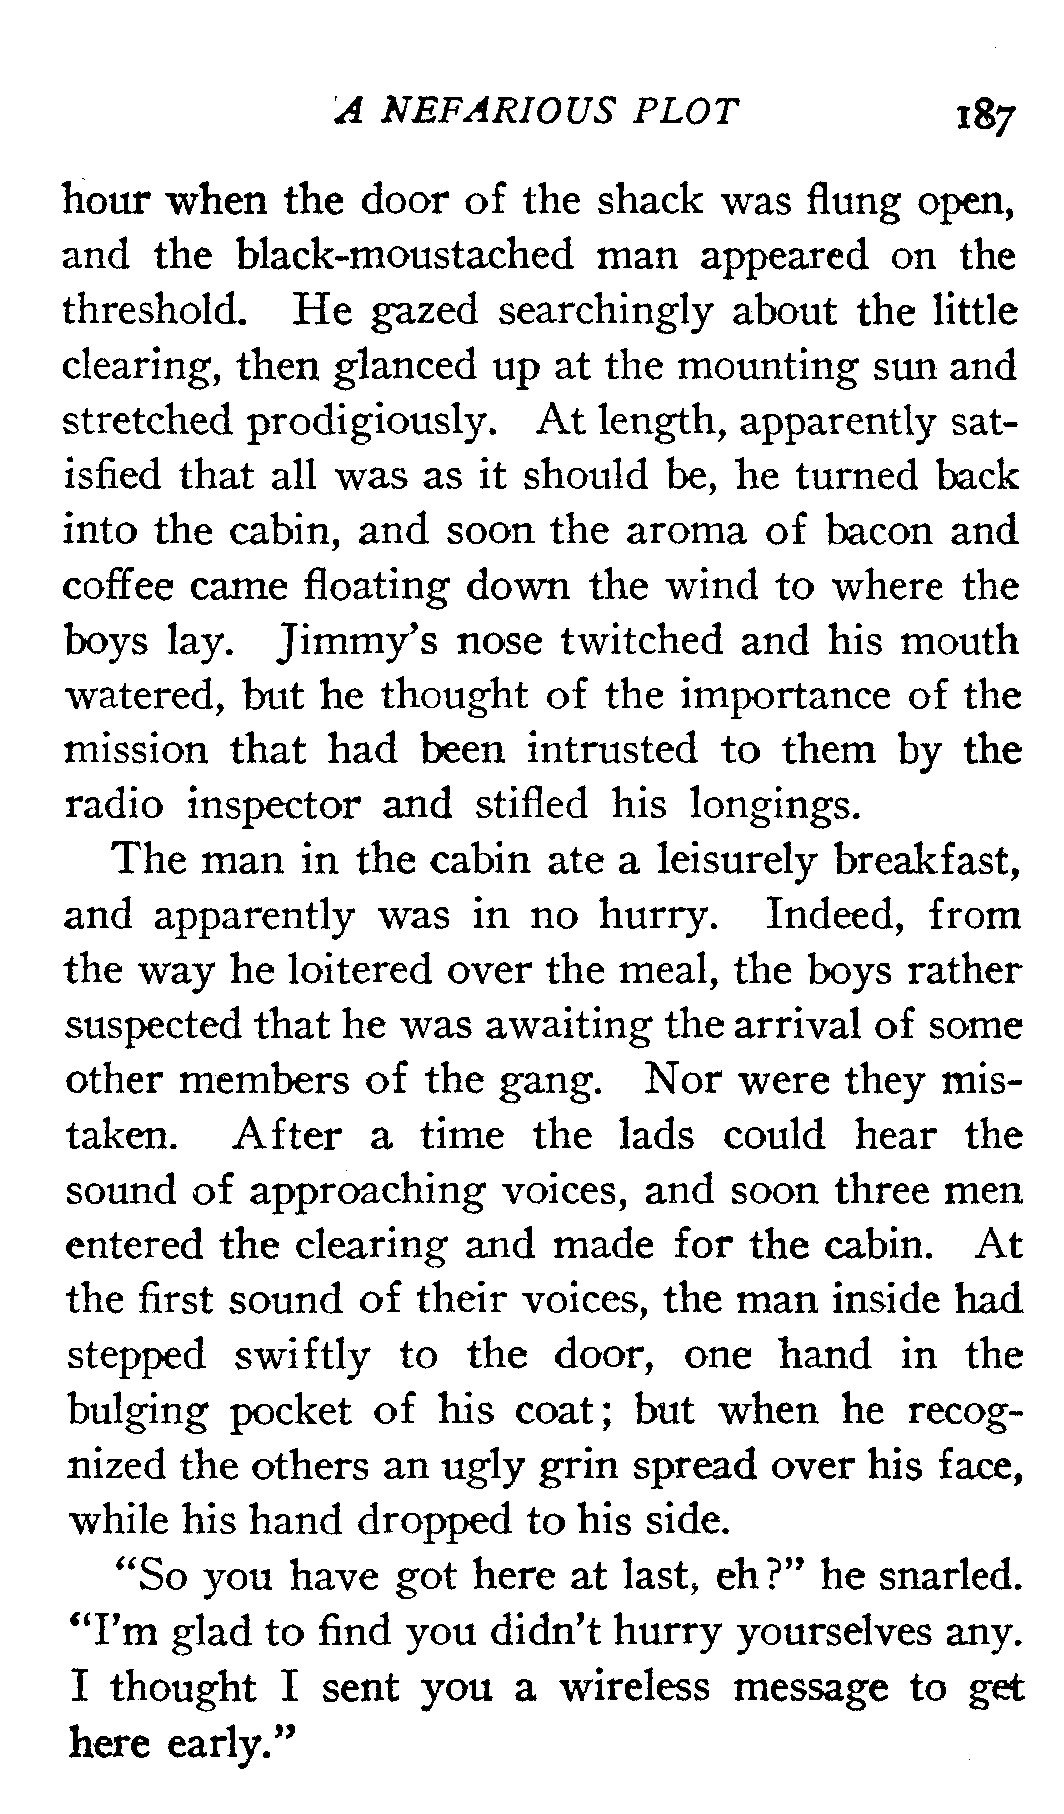 A NEFARIOUS PLOT 187
hour when the door of the shack was flung open,
and the black-moustached man appeared on the
threshold. He gazed searchingly about the little
clearing, then glanced up at the mounting sun and
stretched prodigiously. At length, apparently sat-
isfied that all was as it should be, he turned back
into the cabin, and soon the aroma of bacon and
coffee came floating down the wind to where the
boys lay. Jimmy's nose twitched and his mouth
watered, but he thought of the importance of the
mission that had been intrusted to them by the
radio inspector and stifled his longings.
The man in the cabin ate a leisurely breakfast,
and apparently was in no hurry. Indeed, from
the way he loitered over the meal, the boys rather
suspected that he was awaiting the arrival of some
other members of the gang. Nor were they mis-
taken. After a time the lads could hear the
sound of approaching voices, and soon three men
entered the clearing and made for the cabin. At
the first sound of their voices, the man inside had
stepped swiftly to the door, one hand in the
bulging pocket of his coat; but when he recog-
nized the others an ugly grin spread over his face,
while his hand dropped to his side.
"So you have got here at last, eh?" he snarled.
"I'm glad to find you didn't hurry yourselves any.
I thought I sent you a wireless message to get
here early."